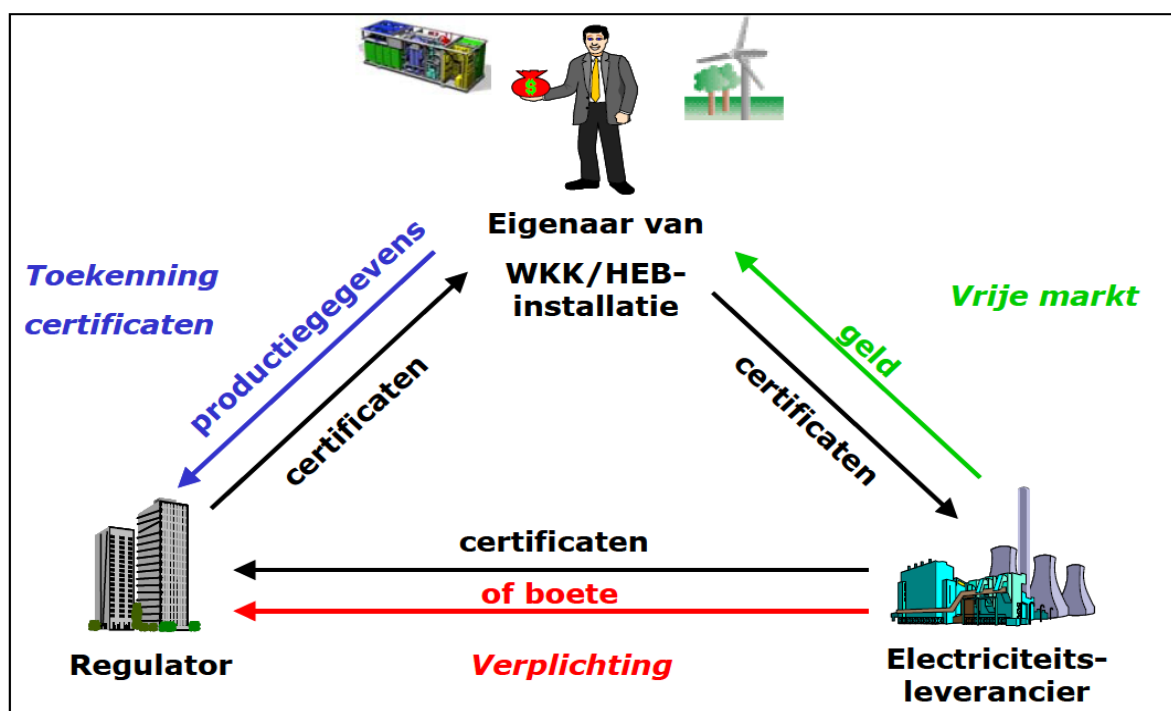 $
Eigenaar van
WKK/HEB-
installatie
Toekenning
certificaten
productiegegevens
certificaten
Vrije markt
geld
certificaten
certificaten
of boete
Regulator
Verplichting
Electriciteits-
leverancier